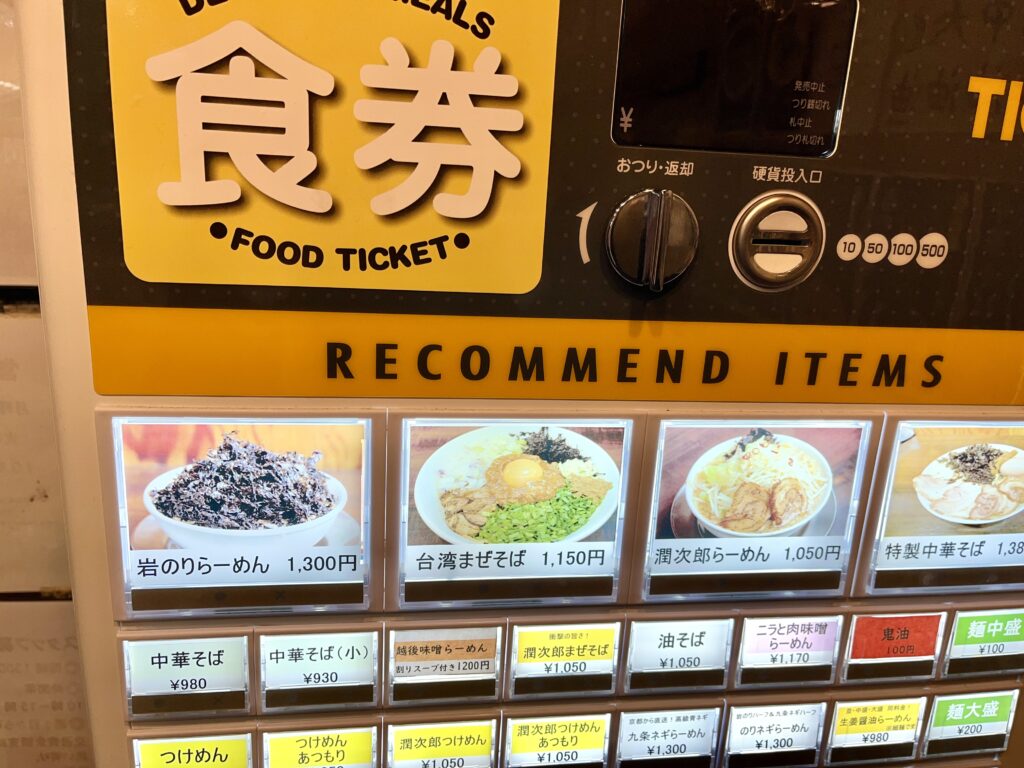 食券
FOOD TICKET
¥
発売中止
つり銭切れ
札中止
つり札切れ
おつり・返却
硬貨投入口
10 50 100 500
RECOMMEND ITEMS
岩のりらーめん 1,300円
台湾まぜそば 1,150円
潤次郎らーめん 1,050円
特製中華そば
中華そば
¥980
中華そば(小)
¥930
越後味噌らーめん
割りスープ付き1200円
衝撃の旨さ!
潤次郎まぜそば
¥1,050
油そば
¥1,050
ニラと肉味噌
らーめん
¥1,170
鬼油
100円
麺中盛
¥100
つけめん
つけめん
あつもり
潤次郎つけめん
¥1,050
潤次郎つけめん
あつもり
¥1,050
京都から直送!高級青ネギ
九条ネギらーめん
¥1,300
岩のりハーフ&九条ネギハーフ
のりネギらーめん
¥1,300
並・中盛・大盛 同料金!
生姜醤油らーめん
¥980
麺大盛
¥200